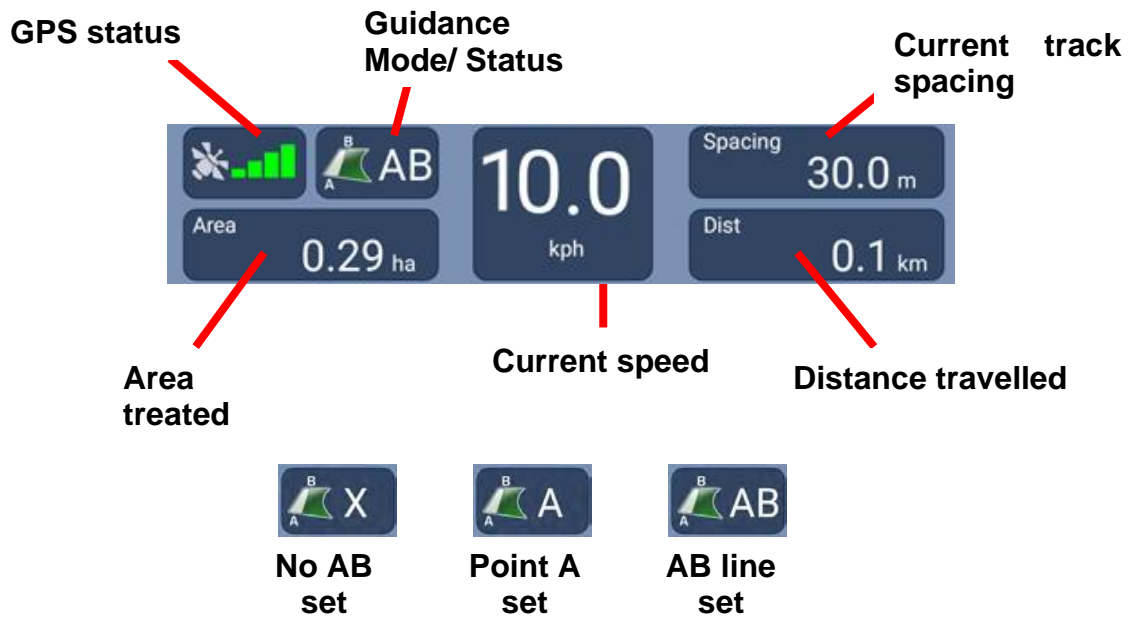 GPS status
Guidance
Mode/ Status
Current track
spacing
B
A
AB
10.0
kph
Spacing
30.0 m
Area
0.29 ha
Dist
0.1 km
Current speed
Area
treated
Distance travelled
B
A
X
B
A
A
B
A
AB
No AB
set
Point A
set
AB line
set